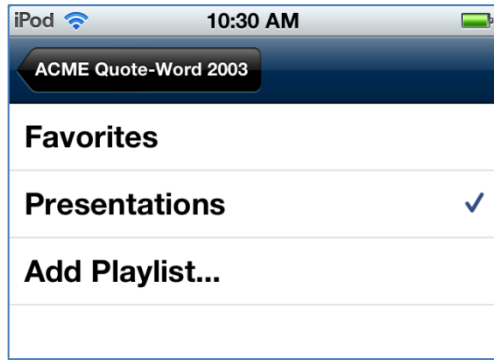 iPod 10:30 AM
ACME Quote-Word 2003
Favorites
Presentations
Add Playlist...